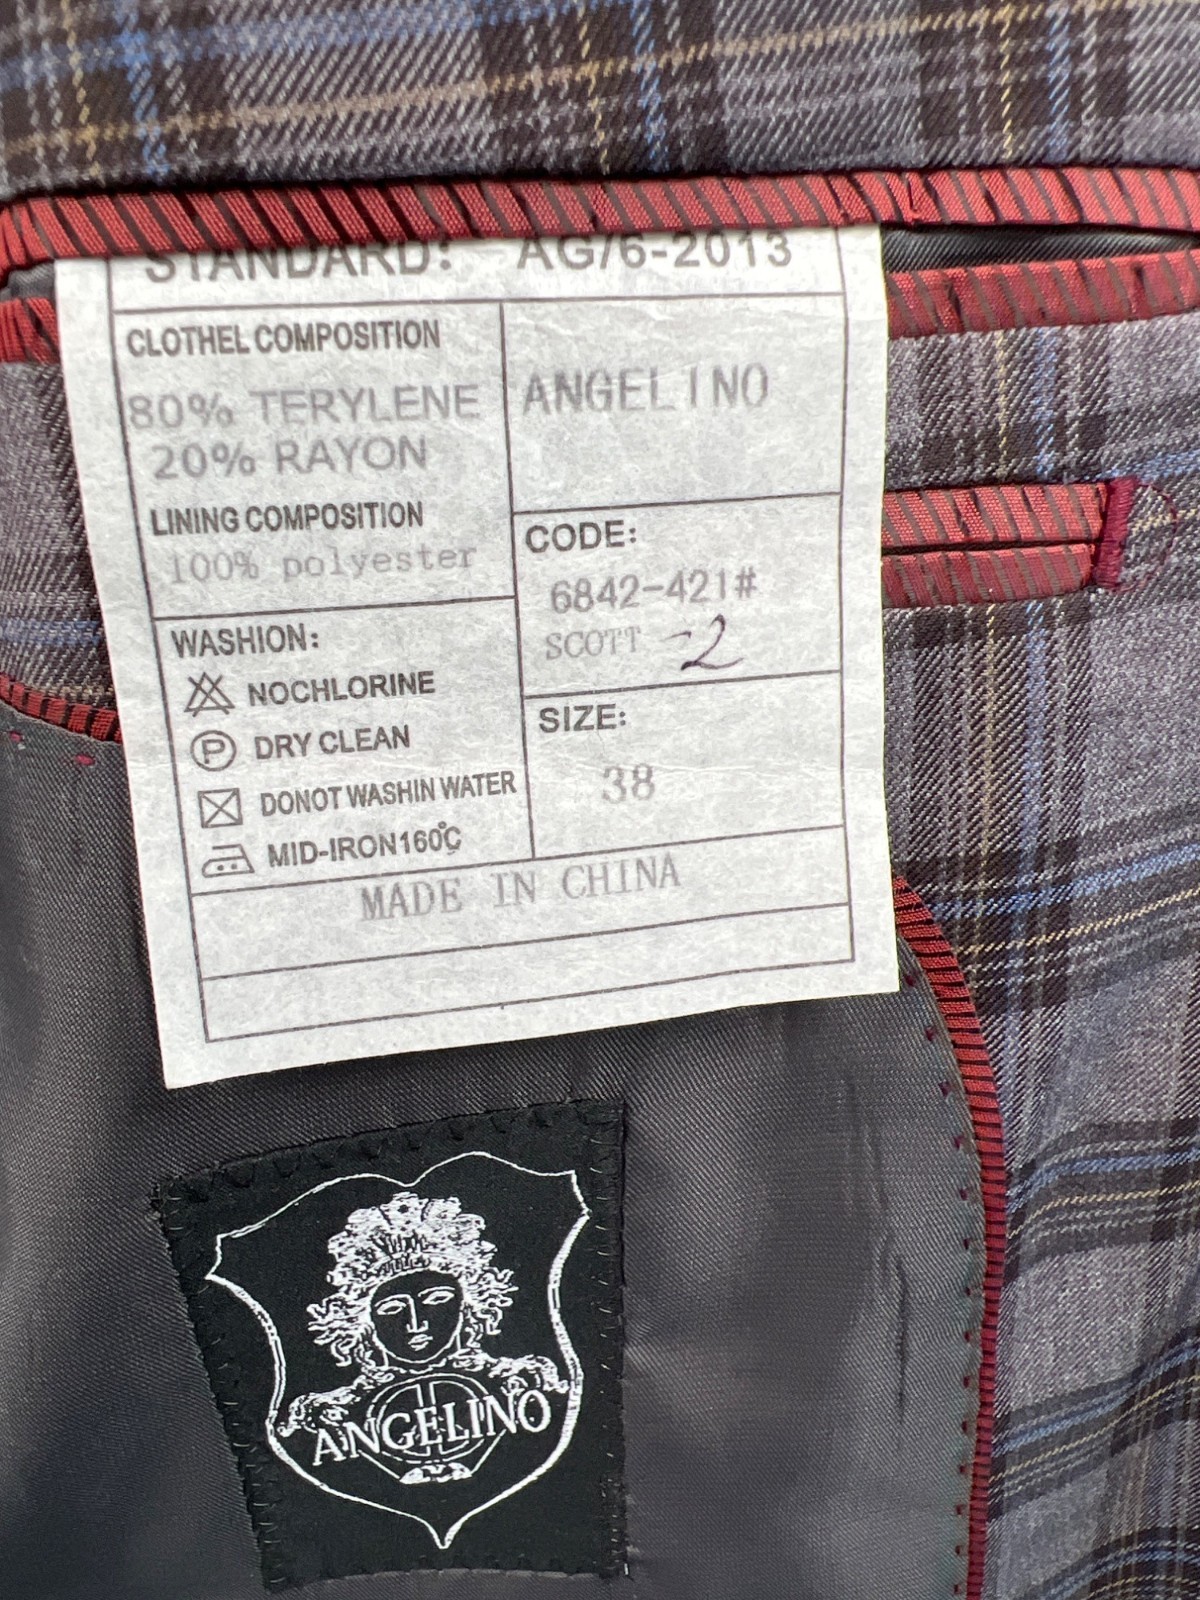 STANDARD: AG/6-2013
CLOTHEL COMPOSITION
80% TERYLENE
20% RAYON
LINING COMPOSITION
100% polyester
WASHION:
NOCHLORINE
P DRY CLEAN
DONOT WASHIN WATER
MID-IRON160℃
ANGELINO
CODE:
6842-421#
SCOTT -2
SIZE:
38
MADE IN CHINA
ANGELINO